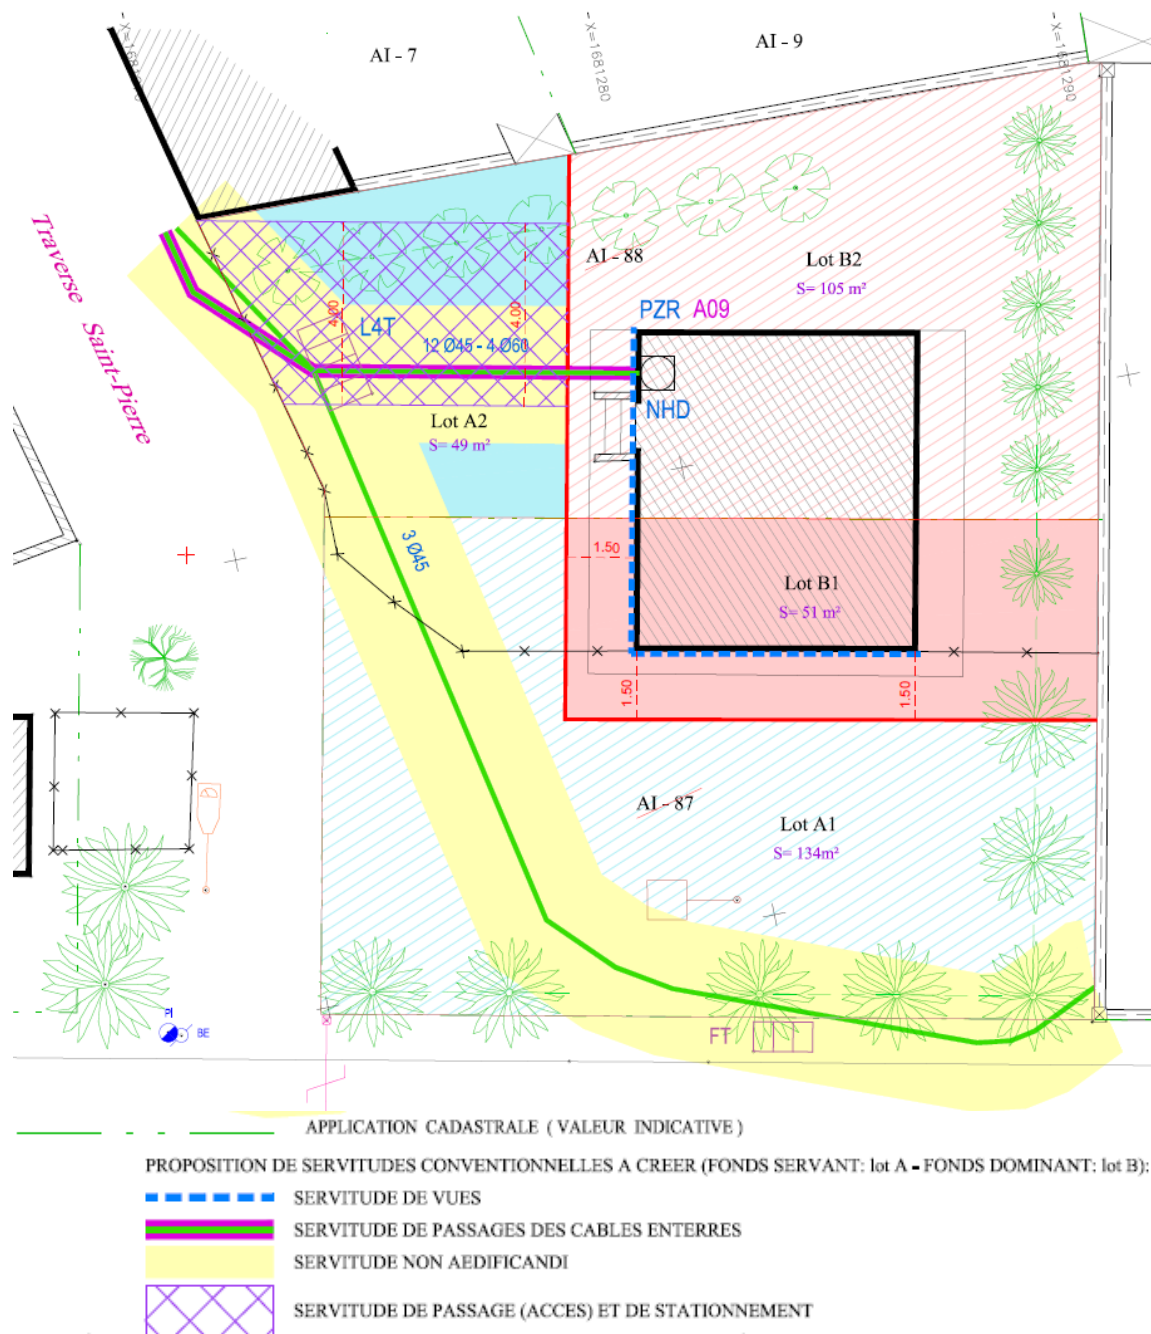 X=1681270
X=1681280
X=1681290
AI - 7
AI - 9
Traverse
Saint-Pierre
AI - 88
Lot B2
S= 105 m²
PZR A09
4.00
4.00
L4T
12 Ø45 - 4 Ø60
NHD
Lot A2
S= 49 m²
3 Ø45
1.50
Lot B1
S= 51 m²
1.50
1.50
AI - 87
Lot A1
S= 134m²
PI
BE
FT
APPLICATION CADASTRALE ( VALEUR INDICATIVE )
PROPOSITION DE SERVITUDES CONVENTIONNELLES A CREER (FONDS SERVANT: lot A - FONDS DOMINANT: lot B):
SERVITUDE DE VUES
SERVITUDE DE PASSAGES DES CABLES ENTERRES
SERVITUDE NON AEDIFICANDI
SERVITUDE DE PASSAGE (ACCES) ET DE STATIONNEMENT